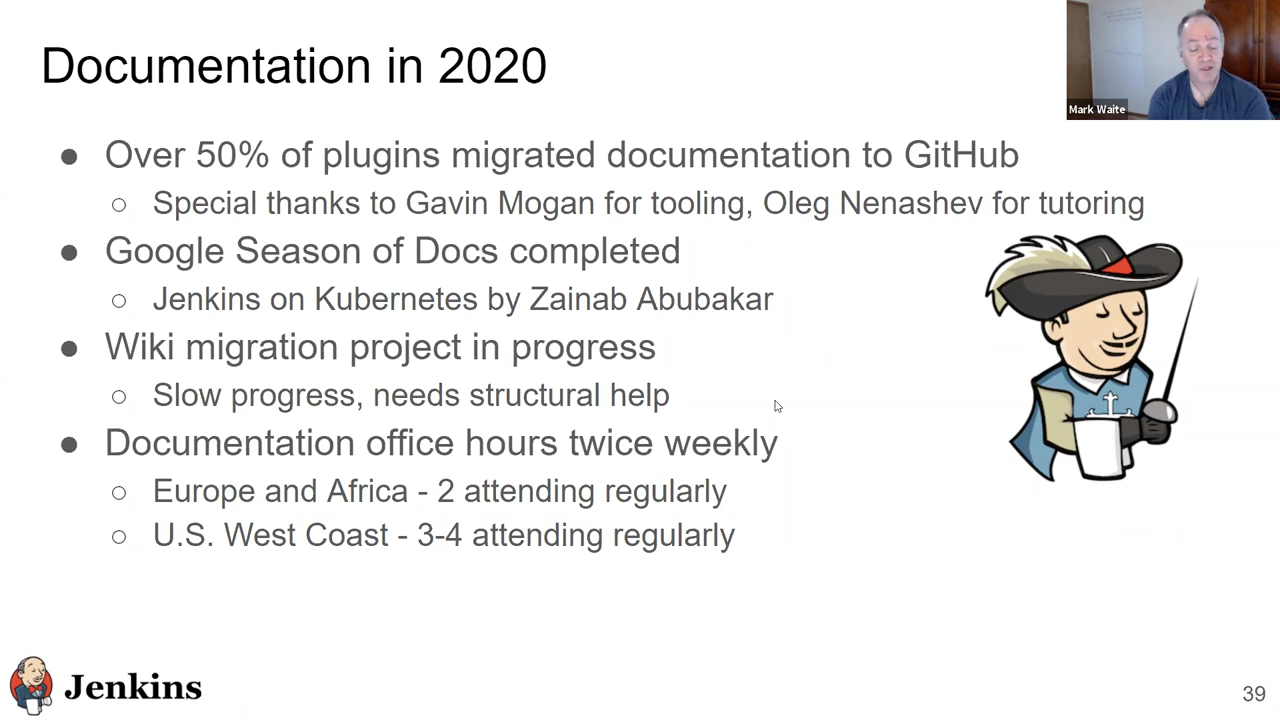 Documentation in 2020
Mark Waite
● Over 50% of plugins migrated documentation to GitHub
○ Special thanks to Gavin Mogan for tooling, Oleg Nenashev for tutoring
● Google Season of Docs completed
○ Jenkins on Kubernetes by Zainab Abubakar
● Wiki migration project in progress
○ Slow progress, needs structural help
● Documentation office hours twice weekly
○ Europe and Africa - 2 attending regularly
○ U.S. West Coast - 3-4 attending regularly
Jenkins
39